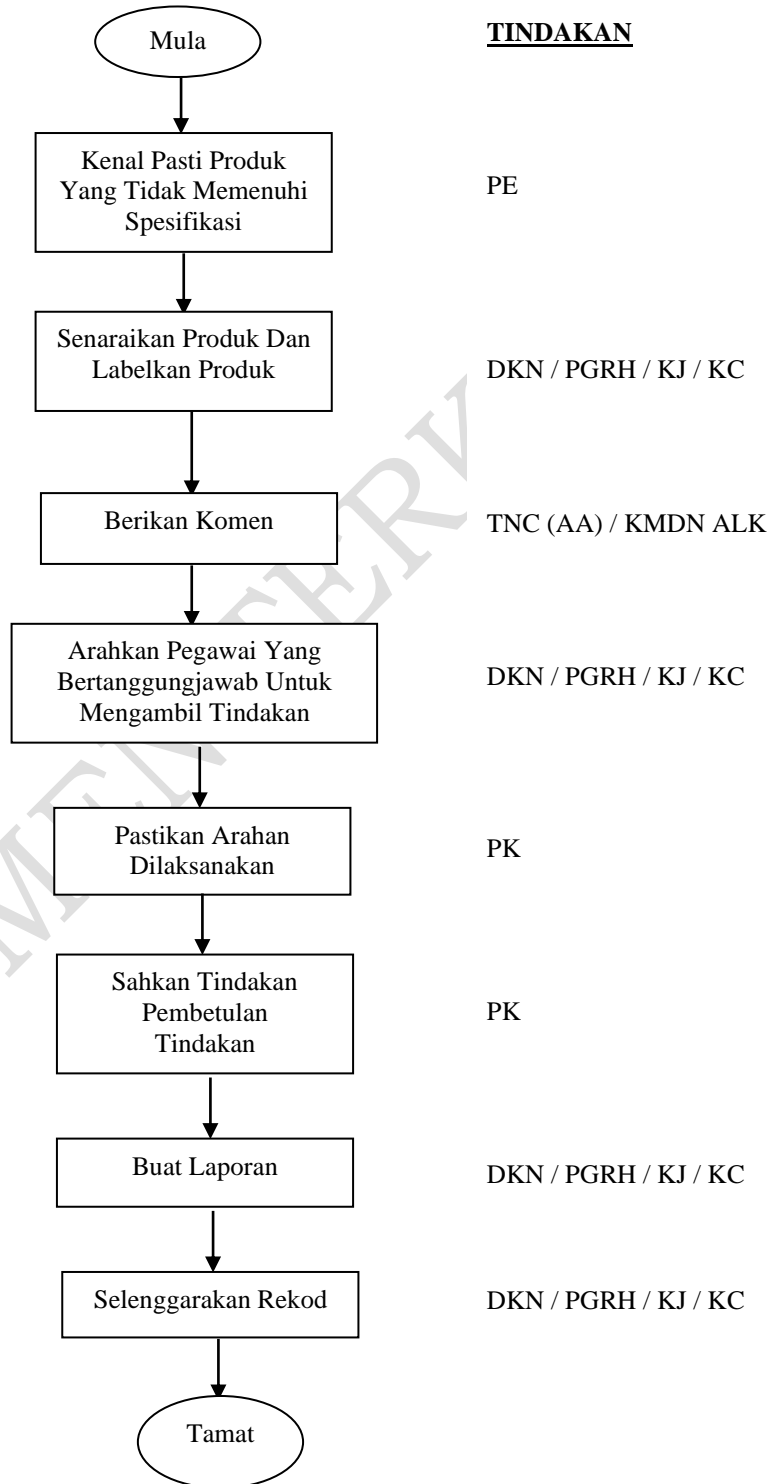 Mula
TINDAKAN
Kenal Pasti Produk
Yang Tidak Memenuhi
Spesifikasi
PE
Senaraikan Produk Dan
Labelkan Produk
DKN / PGRH / KJ / KC
Berikan Komen
TNC (AA) / KMDN ALK
Arahkan Pegawai Yang
Bertanggungjawab Untuk
Mengambil Tindakan
DKN / PGRH / KJ / KC
Pastikan Arahan
Dilaksanakan
PK
Sahkan Tindakan
Pembetulan
Tindakan
PK
Buat Laporan
DKN / PGRH / KJ / KC
Selenggarakan Rekod
DKN / PGRH / KJ / KC
Tamat